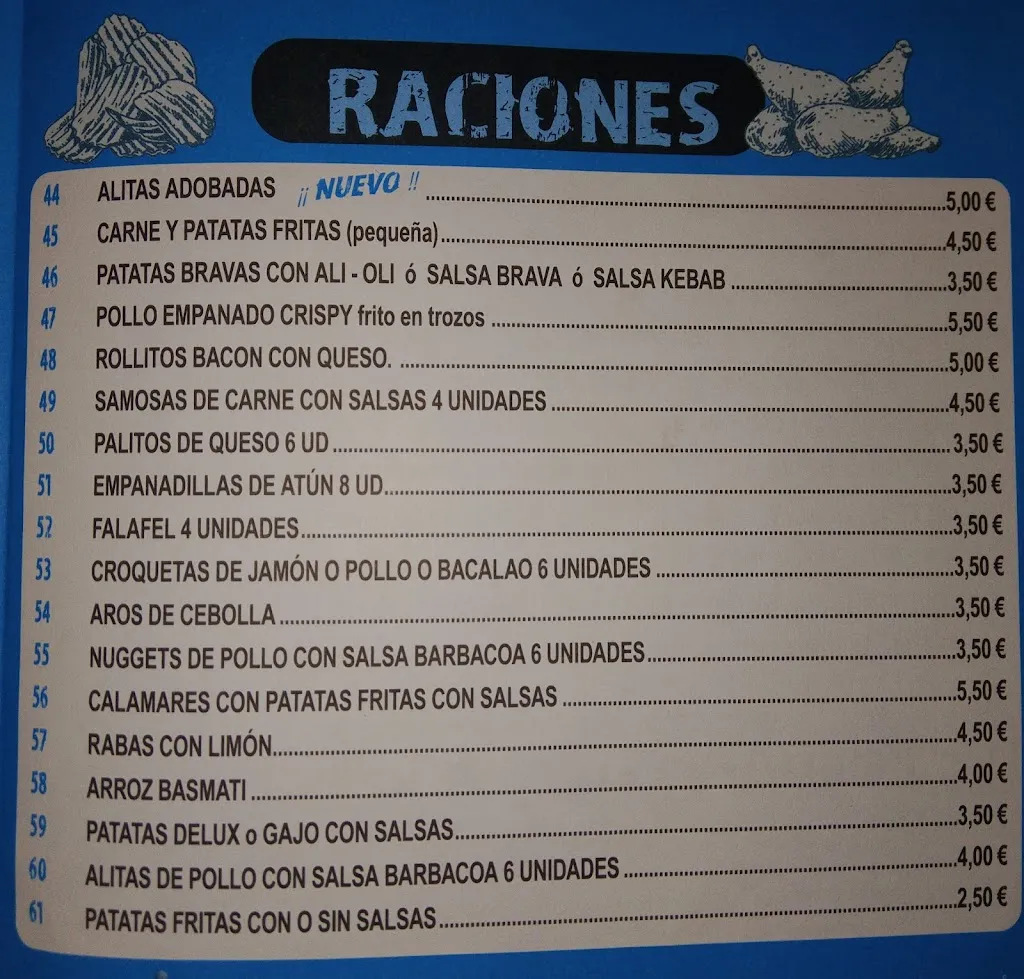 RACIONES
44 ALITAS ADOBADAS ¡¡ NUEVO !! 5,00 €
45 CARNE Y PATATAS FRITAS (pequeña) 4,50 €
46 PATATAS BRAVAS CON ALI - OLI ó SALSA BRAVA ó SALSA KEBAB 3,50 €
47 POLLO EMPANADO CRISPY frito en trozos 5,50 €
48 ROLLITOS BACON CON QUESO. 5,00 €
49 SAMOSAS DE CARNE CON SALSAS 4 UNIDADES 4,50 €
50 PALITOS DE QUESO 6 UD 3,50 €
51 EMPANADILLAS DE ATÚN 8 UD 3,50 €
52 FALAFEL 4 UNIDADES 3,50 €
53 CROQUETAS DE JAMÓN O POLLO O BACALAO 6 UNIDADES 3,50 €
54 AROS DE CEBOLLA 3,50 €
55 NUGGETS DE POLLO CON SALSA BARBACOA 6 UNIDADES 3,50 €
56 CALAMARES CON PATATAS FRITAS CON SALSAS 5,50 €
57 RABAS CON LIMÓN 4,50 €
58 ARROZ BASMATI 4,00 €
59 PATATAS DELUX o GAJO CON SALSAS 3,50 €
60 ALITAS DE POLLO CON SALSA BARBACOA 6 UNIDADES 4,00 €
61 PATATAS FRITAS CON O SIN SALSAS 2,50 €